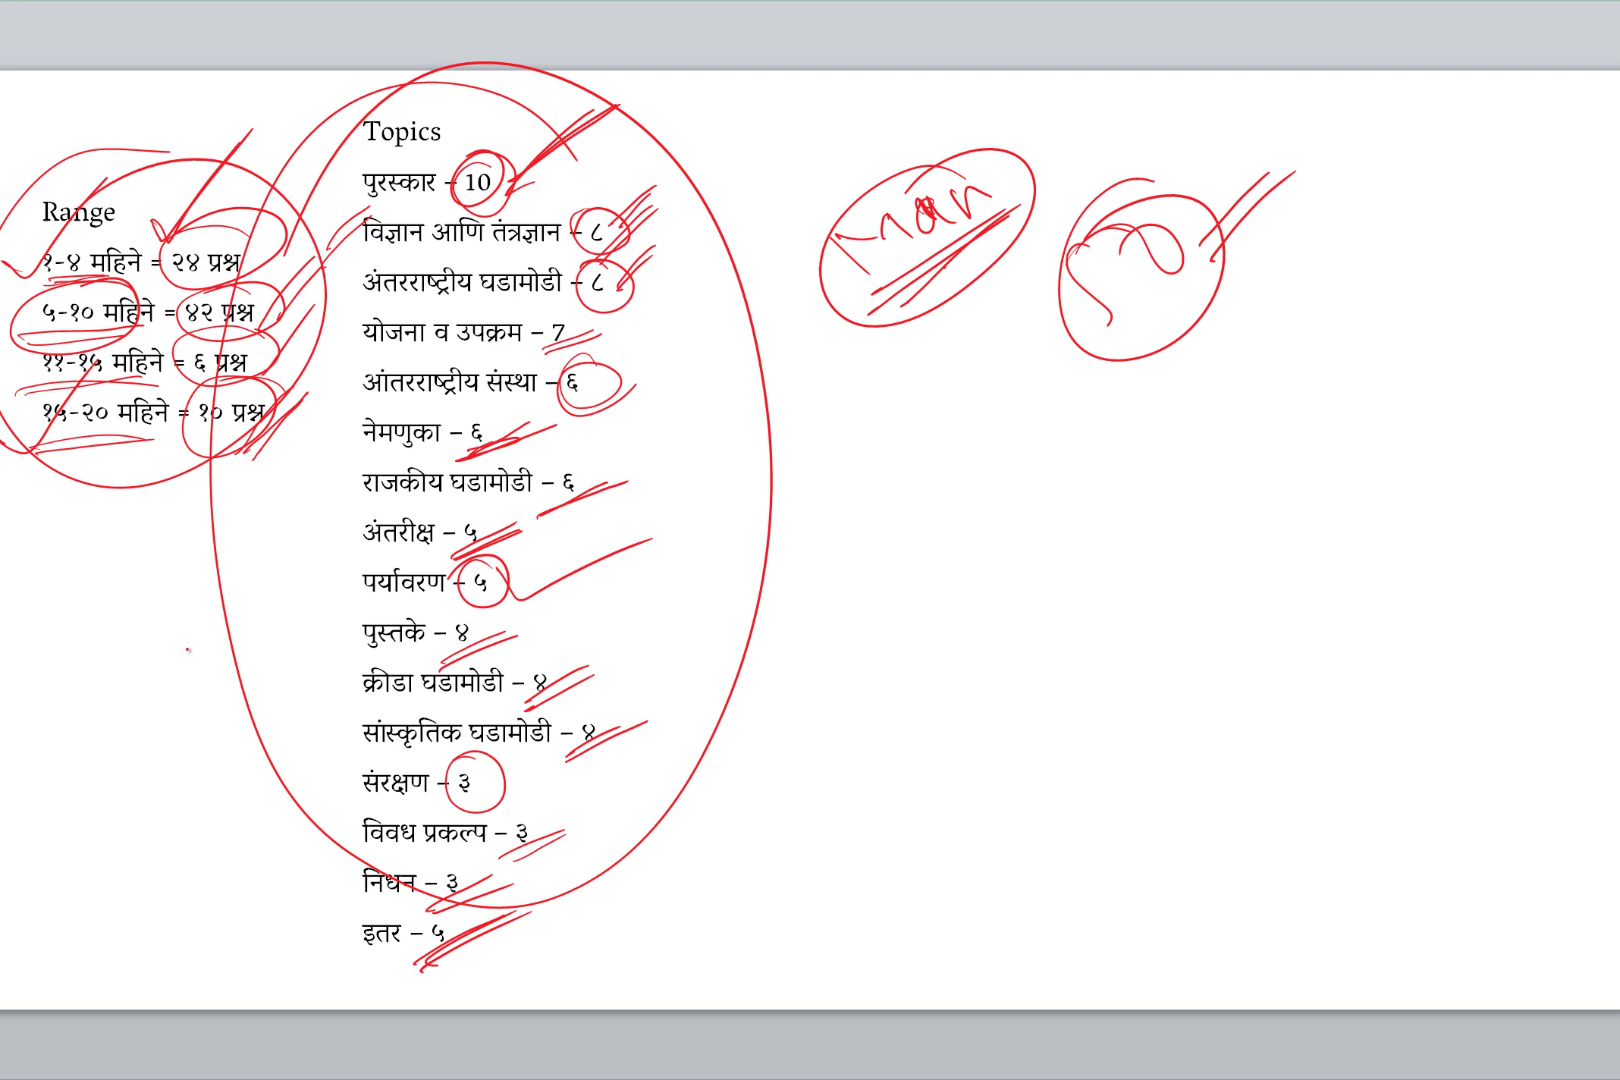 Range
१-४ महिने = २४ प्रश्न
५-१० महिने = ४२ प्रश्न
११-१५ महिने = ६ प्रश्न
१५-२० महिने = १० प्रश्न
Topics
पुरस्कार - 10
विज्ञान आणि तंत्रज्ञान - ८
अंतरराष्ट्रीय घडामोडी - ८
योजना व उपक्रम – 7
आंतरराष्ट्रीय संस्था – ६
नेमणुका – ६
राजकीय घडामोडी – ६
अंतरीक्ष – ५
पर्यावरण - ५
पुस्तके – ४
क्रीडा घडामोडी – ४
सांस्कृतिक घडामोडी – ४
संरक्षण - ३
विवध प्रकल्प – ३
निधन – ३
इतर – ५